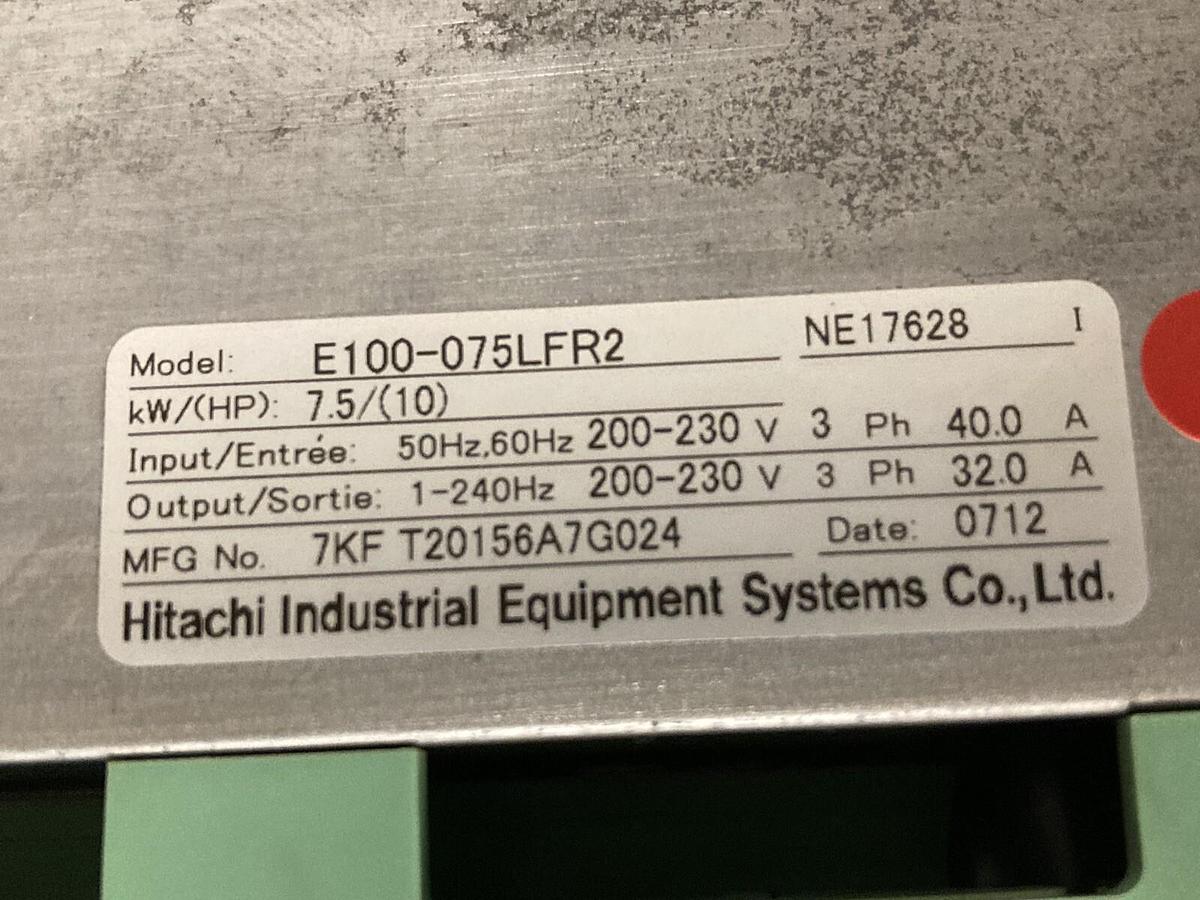 Model: E100-075LFR2 NE17628 I
kW/(HP): 7.5/(10)
Input/Entrée: 50Hz,60Hz 200-230 V 3 Ph 40.0 A
Output/Sortie: 1-240Hz 200-230 V 3 Ph 32.0 A
MFG No. 7KF T20156A7G024 Date: 0712
Hitachi Industrial Equipment Systems Co.,Ltd.